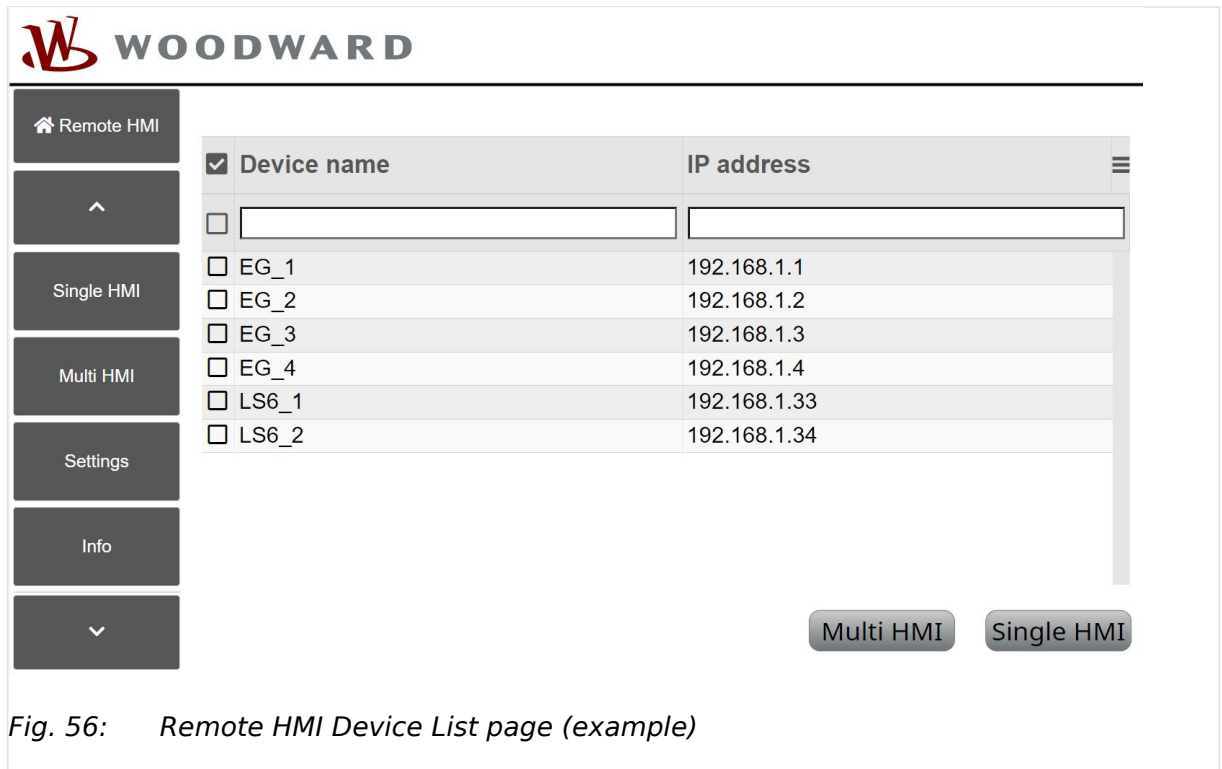 WOODWARD
Remote HMI
Single HMI
Multi HMI
Settings
Info
Device name IP address
EG_1 192.168.1.1
EG_2 192.168.1.2
EG_3 192.168.1.3
EG_4 192.168.1.4
LS6_1 192.168.1.33
LS6_2 192.168.1.34
Multi HMI Single HMI
Fig. 56: Remote HMI Device List page (example)